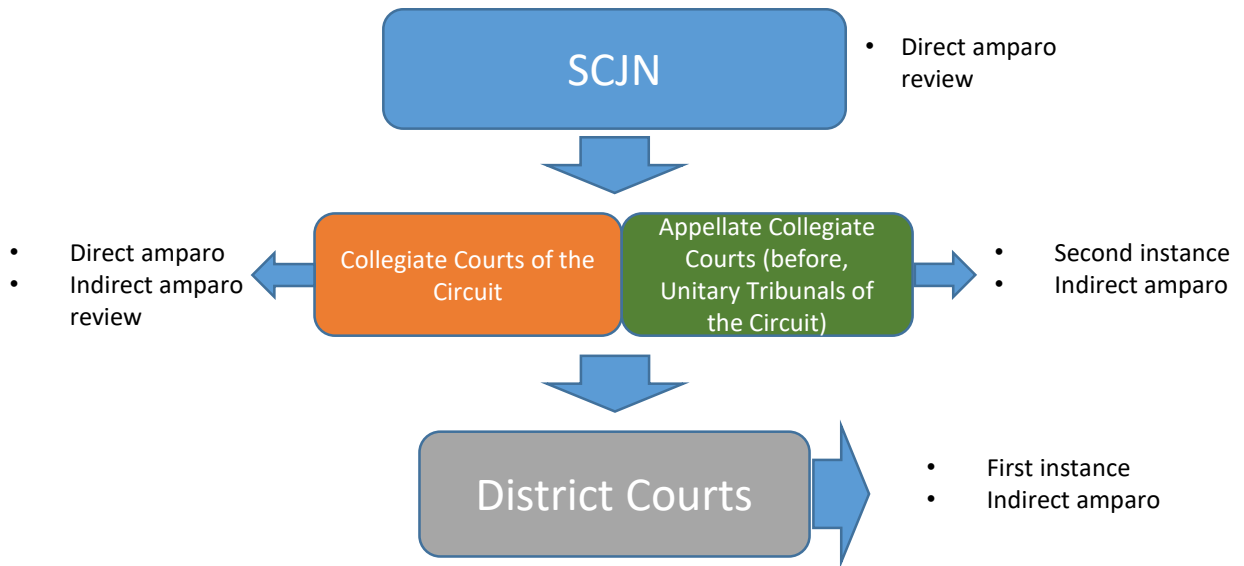 SCJN
• Direct amparo
review
• Direct amparo
• Indirect amparo
review
Collegiate Courts of the
Circuit
Appellate Collegiate
Courts (before,
Unitary Tribunals of
the Circuit)
• Second instance
• Indirect amparo
District Courts
• First instance
• Indirect amparo